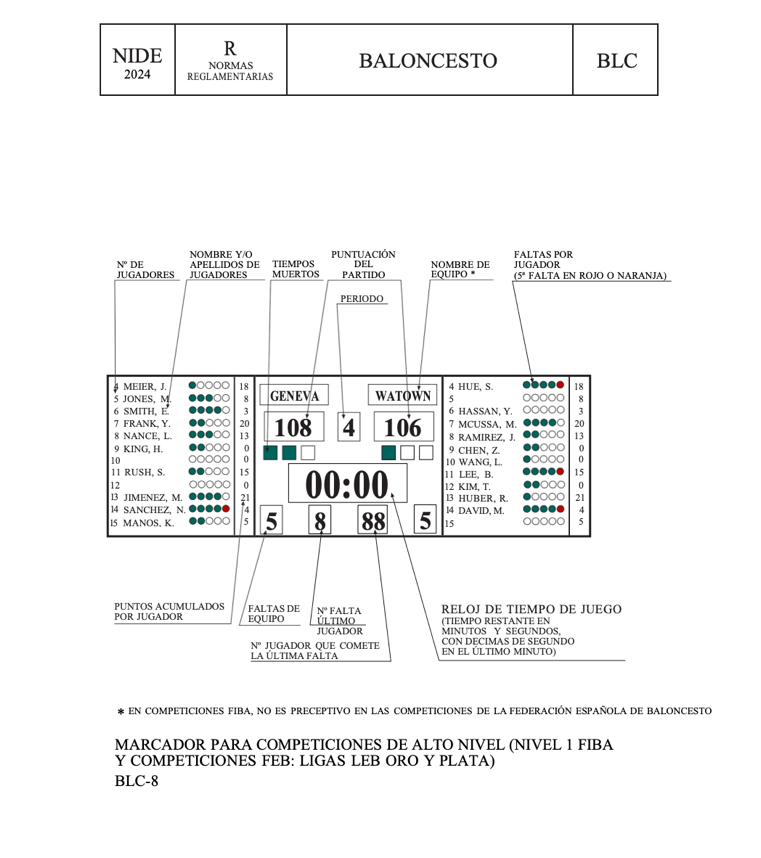 NIDE
2024
R
NORMAS
REGLAMENTARIAS
BALONCESTO
BLC
Nº DE
JUGADORES
NOMBRE Y/O
APELLIDOS DE
JUGADORES
TIEMPOS
MUERTOS
PUNTUACIÓN
DEL
PARTIDO
PERIODO
NOMBRE DE
EQUIPO *
FALTAS POR
JUGADOR
(5ª FALTA EN ROJO O NARANJA)
4 MEIER, J. 18
5 JONES, M. 8
6 SMITH, E. 3
7 FRANK, Y. 20
8 NANCE, L. 13
9 KING, H. 0
10 0
11 RUSH, S. 15
12 0
13 JIMENEZ, M. 21
14 SANCHEZ, N. 4
15 MANOS, K. 5
GENEVA WATOWN
108 4 106
00:00
5 8 88 5
4 HUE, S. 18
5 8
6 HASSAN, Y. 3
7 MCUSSA, M. 20
8 RAMIREZ, J. 13
9 CHEN, Z. 0
10 WANG, L. 0
11 LEE, B. 15
12 KIM, T. 0
13 HUBER, R. 21
14 DAVID, M. 4
15 5
PUNTOS ACUMULADOS
POR JUGADOR
FALTAS DE
EQUIPO
Nº FALTA
ÚLTIMO
JUGADOR
Nº JUGADOR QUE COMETE
LA ÚLTIMA FALTA
RELOJ DE TIEMPO DE JUEGO
(TIEMPO RESTANTE EN
MINUTOS Y SEGUNDOS,
CON DECIMAS DE SEGUNDO
EN EL ÚLTIMO MINUTO)
* EN COMPETICIONES FIBA, NO ES PRECEPTIVO EN LAS COMPETICIONES DE LA FEDERACIÓN ESPAÑOLA DE BALONCESTO
MARCADOR PARA COMPETICIONES DE ALTO NIVEL (NIVEL 1 FIBA
Y COMPETICIONES FEB: LIGAS LEB ORO Y PLATA)
BLC-8